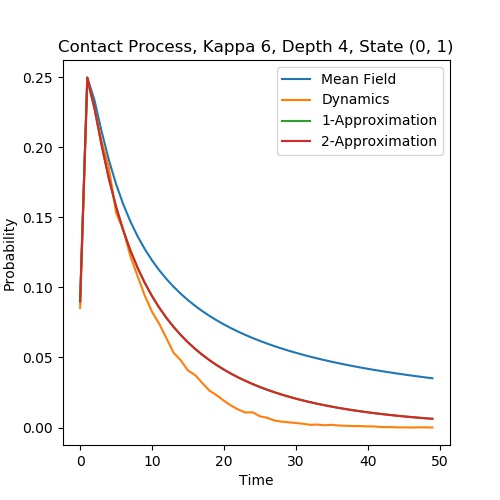 Contact Process, Kappa 6, Depth 4, State (0, 1)
Mean Field
Dynamics
1-Approximation
2-Approximation
0.25
0.20
0.15
0.10
0.05
0.00
Probability
0 10 20 30 40 50
Time